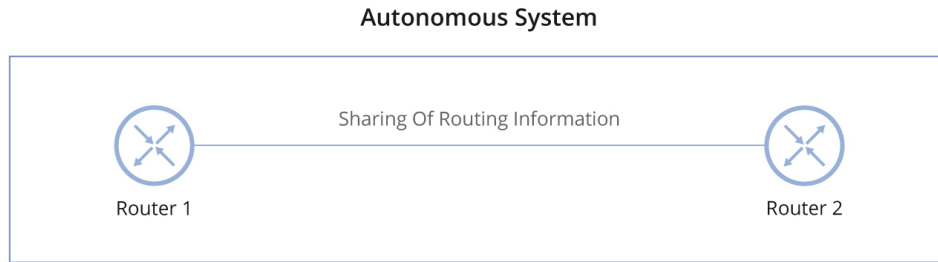 Autonomous System
Sharing Of Routing Information
Router 1
Router 2